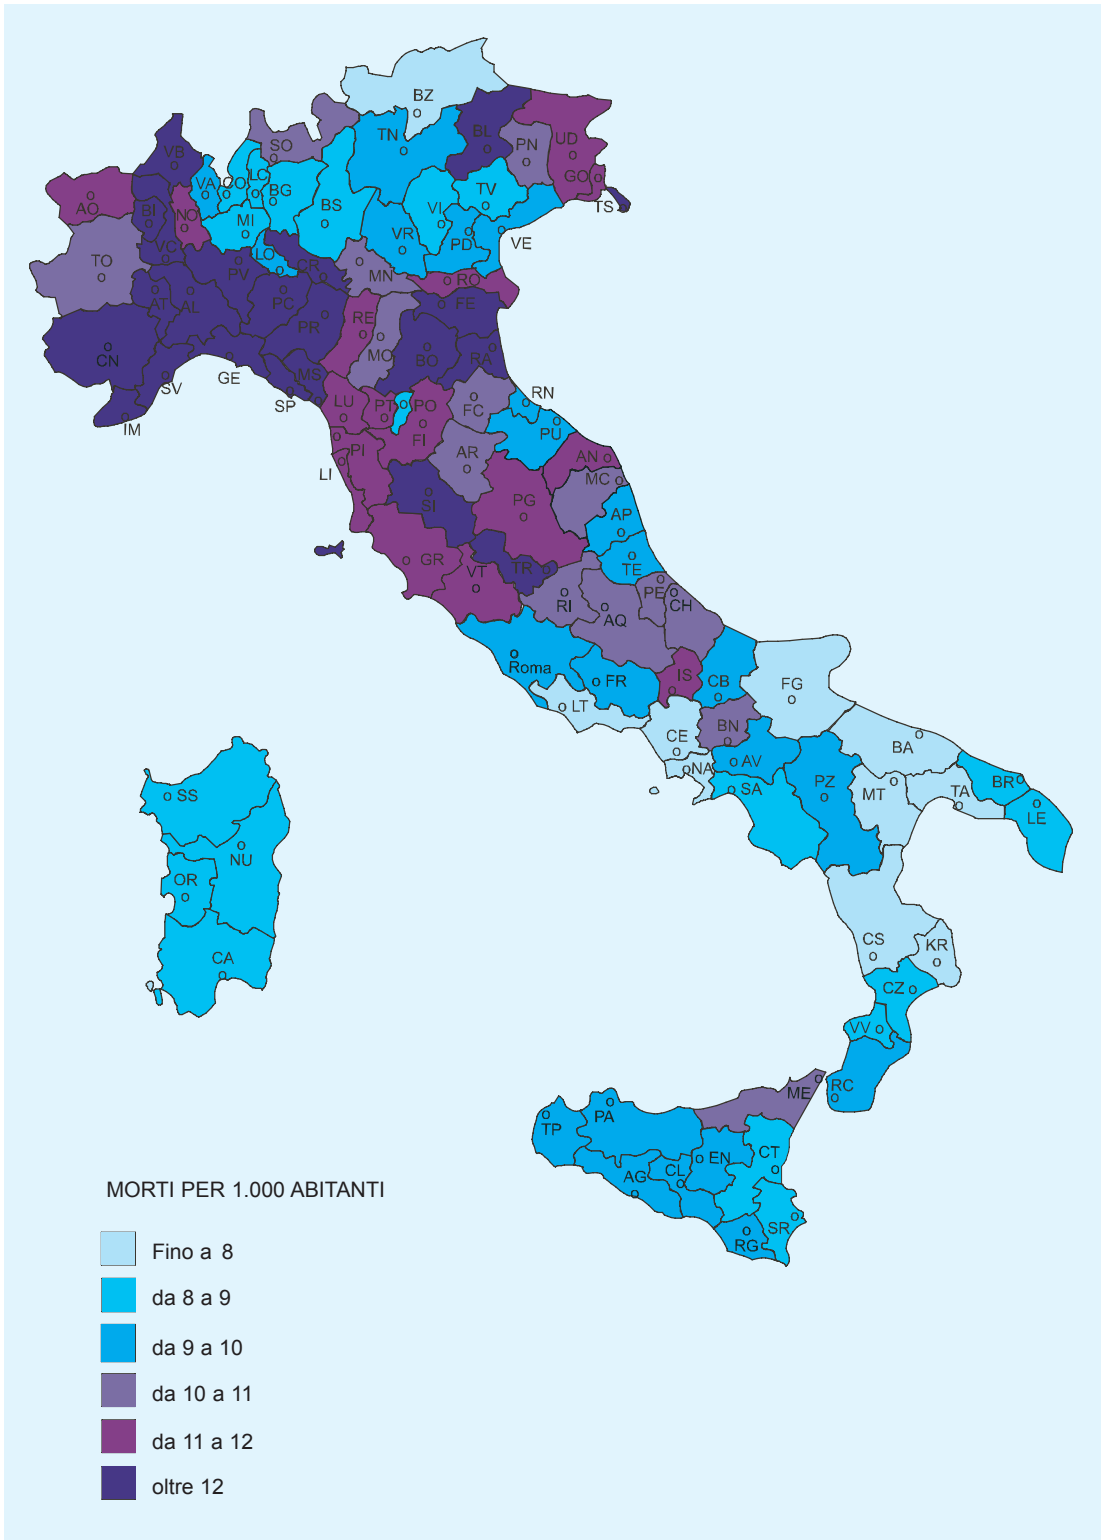 BZ
BL
UD
TN
PN
SO
VB
GO
VA
CO
LC
BG
TV
AO
BI
NO
BS
VI
TS
MI
VR
PD
VE
VC
LO
TO
PV
CR
MN
RO
AT
AL
PC
FE
PR
RE
CN
MO
BO
RA
GE
MS
SV
SP
RN
LU
PT
PO
FC
IM
FI
PU
PI
AR
AN
LI
MC
SI
PG
AP
GR
VT
TR
TE
PE
RI
CH
AQ
Roma
FR
IS
CB
FG
LT
BN
CE
BA
NA
AV
SS
SA
PZ
MT
TA
BR
LE
NU
OR
CS
KR
CA
CZ
VV
ME
RC
PA
TP
CT
EN
AG
CL
SR
RG
MORTI PER 1.000 ABITANTI
Fino a 8
da 8 a 9
da 9 a 10
da 10 a 11
da 11 a 12
oltre 12